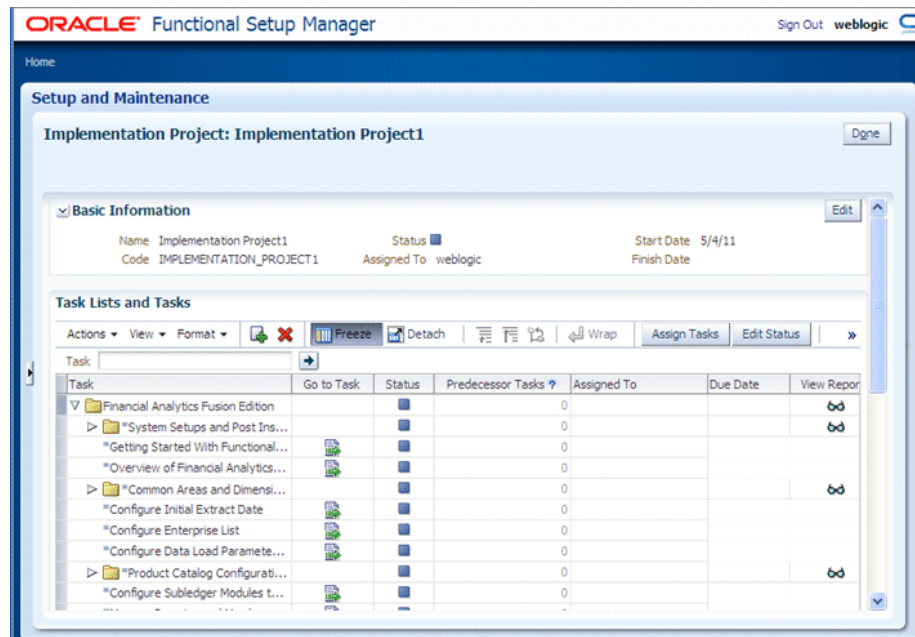 ORACLE Functional Setup Manager Sign Out weblogic
Home
Setup and Maintenance
Implementation Project: Implementation Project1 Done
Basic Information Edit
Name Implementation Project1 Status Start Date 5/4/11
Code IMPLEMENTATION_PROJECT1 Assigned To weblogic Finish Date
Task Lists and Tasks
Actions View Format Freeze Detach Wrap Assign Tasks Edit Status »
Task
Task Go to Task Status Predecessor Tasks ? Assigned To Due Date View Repor
Financial Analytics Fusion Edition 0
*System Setups and Post Ins... 0
*Getting Started With Functional... 0
*Overview of Financial Analytics... 0
*Common Areas and Dimensi... 0
*Configure Initial Extract Date 0
*Configure Enterprise List 0
*Configure Data Load Paramete... 0
*Product Catalog Configurati... 0
*Configure Subledger Modules t... 0